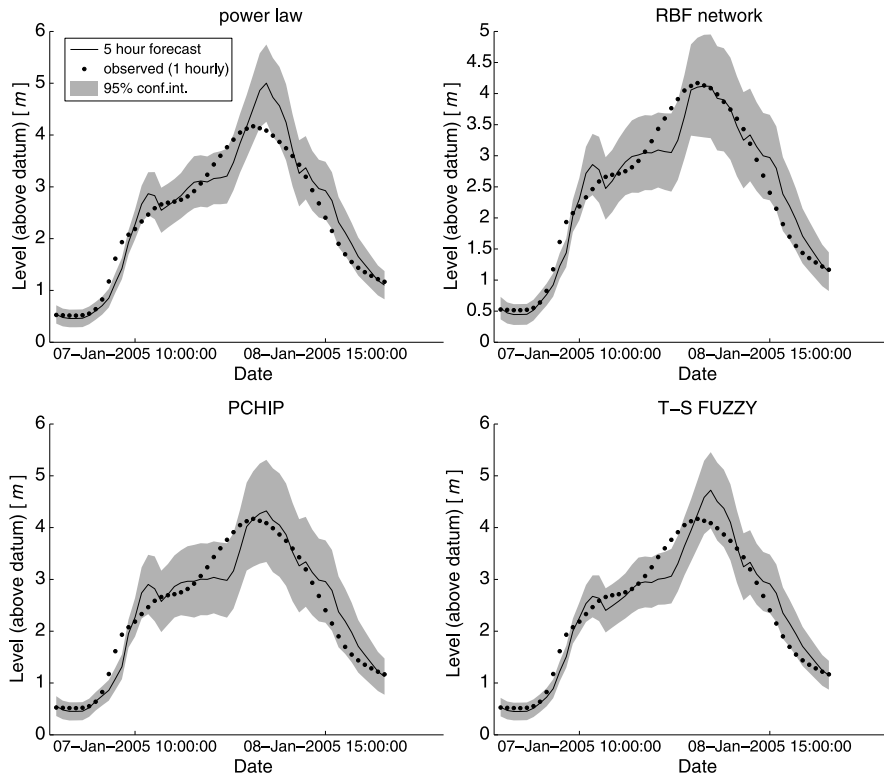 power law
5 hour forecast
observed (1 hourly)
95% conf.int.
Level (above datum) [ m ]
6
5
4
3
2
1
0
07–Jan–2005 10:00:00
08–Jan–2005 15:00:00
Date
RBF network
Level (above datum) [ m ]
5
4.5
4
3.5
3
2.5
2
1.5
1
0.5
0
07–Jan–2005 10:00:00
08–Jan–2005 15:00:00
Date
PCHIP
Level (above datum) [ m ]
6
5
4
3
2
1
0
07–Jan–2005 10:00:00
08–Jan–2005 15:00:00
Date
T–S FUZZY
Level (above datum) [ m ]
6
5
4
3
2
1
0
07–Jan–2005 10:00:00
08–Jan–2005 15:00:00
Date